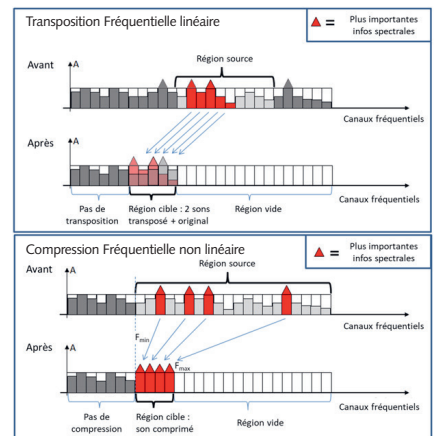 Transposition Fréquentielle linéaire
▲ = Plus importantes
infos spectrales
Région source
Avant
A
Canaux fréquentiels
Après
A
Canaux fréquentiels
Pas de
transposition
Région cible : 2 sons
transposé + original
Région vide
Compression Fréquentielle non linéaire
▲ = Plus importantes
infos spectrales
Région source
Avant
A
Canaux fréquentiels
Fmin
Après
A
Fmax
Canaux fréquentiels
Pas de
compression
Région cible :
son comprimé
Région vide